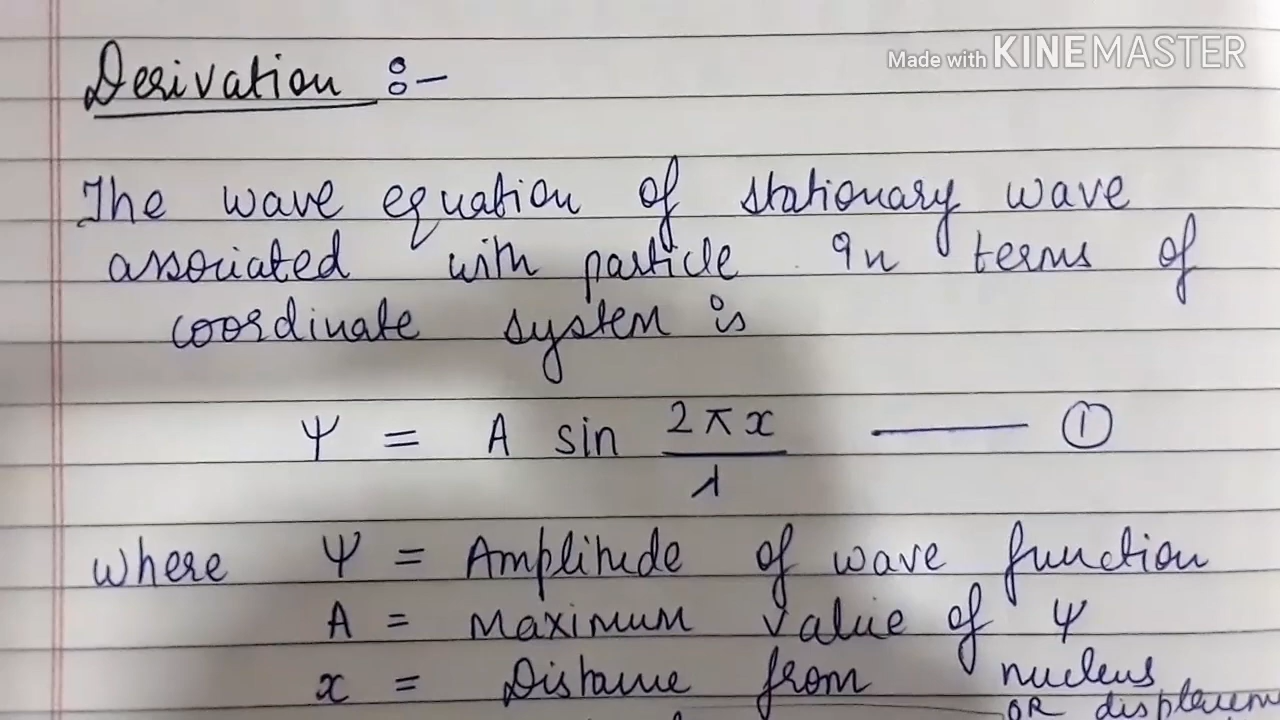 Made with KINEMASTER
Derivation :-
The wave equation of stationary wave
associated with particle in terms of
coordinate system is
Ψ = A sin 2πx/λ ——— ①
where Ψ = Amplitude of wave function
A = Maximum value of Ψ
x = Distance from nucleus
OR